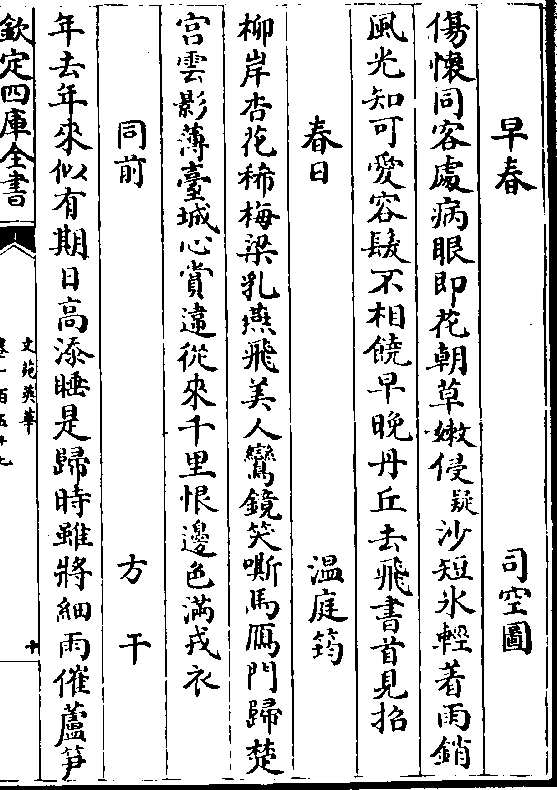 早春 司空圖
傷懷同客處病眼即花朝草嫩侵疑沙短氷輕着雨銷
風光知可愛容髮不相饒早晚丹丘去飛書首見招
春日 温庭筠
柳岸杏花稀梅梁乳燕飛美人鸞鏡笑嘶馬鴈門歸楚
宫雲影薄臺城心賞違從來千里恨邊色滿戎衣
同前 方干
年去年來似有期日高添睡是歸時雖將細雨催蘆笋
欽定四庫全書
文苑英華
卷一百五十七
十